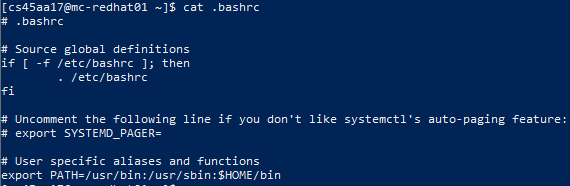 [cs45aa17@mc-redhat01 ~]$ cat .bashrc
# .bashrc

# Source global definitions
if [ -f /etc/bashrc ]; then
        . /etc/bashrc
fi

# Uncomment the following line if you don't like systemctl's auto-paging feature:
# export SYSTEMD_PAGER=

# User specific aliases and functions
export PATH=/usr/bin:/usr/sbin:$HOME/bin